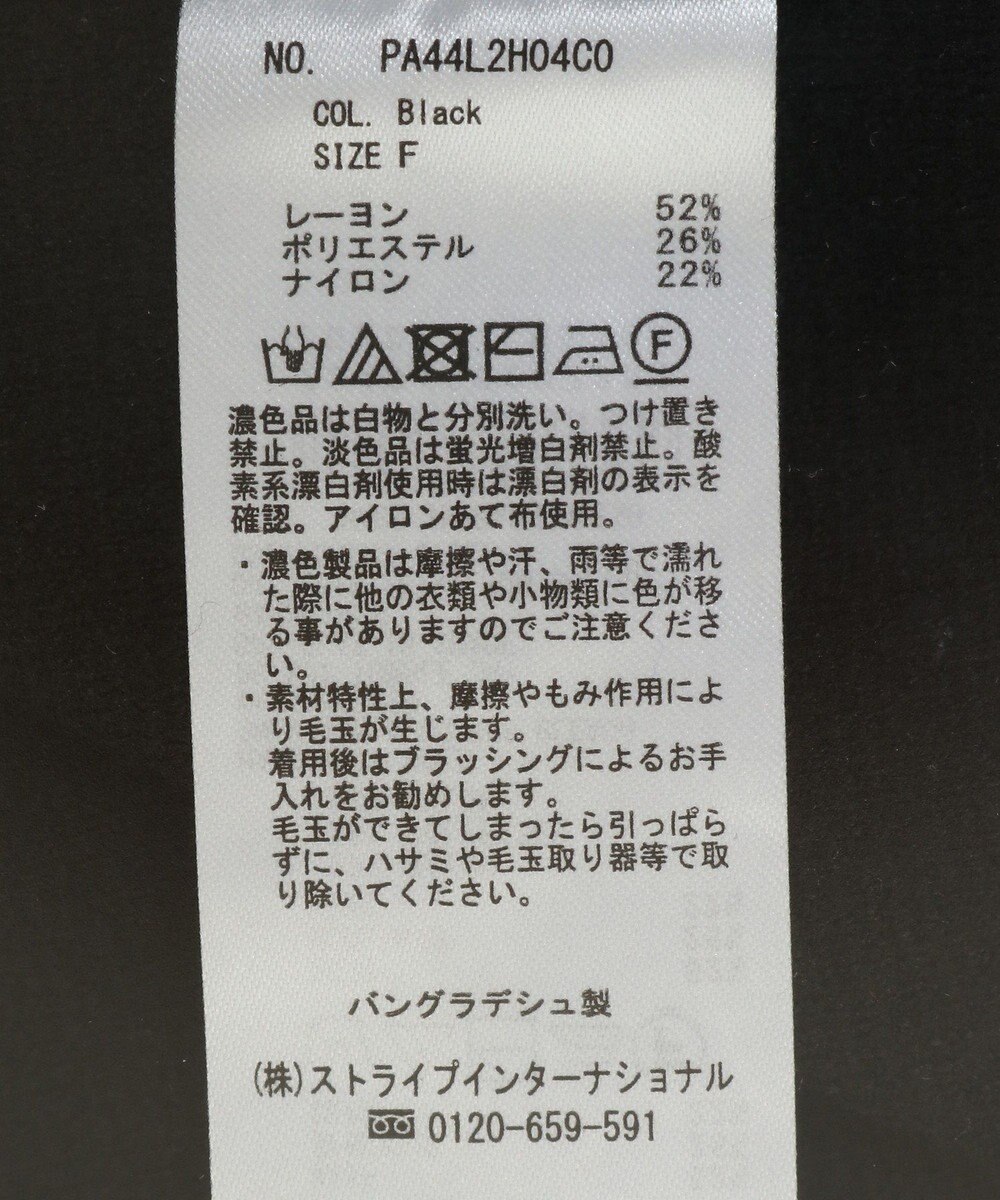 NO. PA44L2H04C0
COL. Black
SIZE F
レーヨン 52%
ポリエステル 26%
ナイロン 22%
F
濃色品は白物と分別洗い。つけ置き
禁止。淡色品は蛍光増白剤禁止。酸
素系漂白剤使用時は漂白剤の表示を
確認。アイロンあて布使用。
・濃色製品は摩擦や汗、雨等で濡れ
た際に他の衣類や小物類に色が移
る事がありますのでご注意くださ
い。
・素材特性上、摩擦やもみ作用によ
り毛玉が生じます。
着用後はブラッシングによるお手
入れをお勧めします。
毛玉ができてしまったら引っぱら
ずに、ハサミや毛玉取り器等で取
り除いてください。
バングラデシュ製
(株)ストライプインターナショナル
0120-659-591